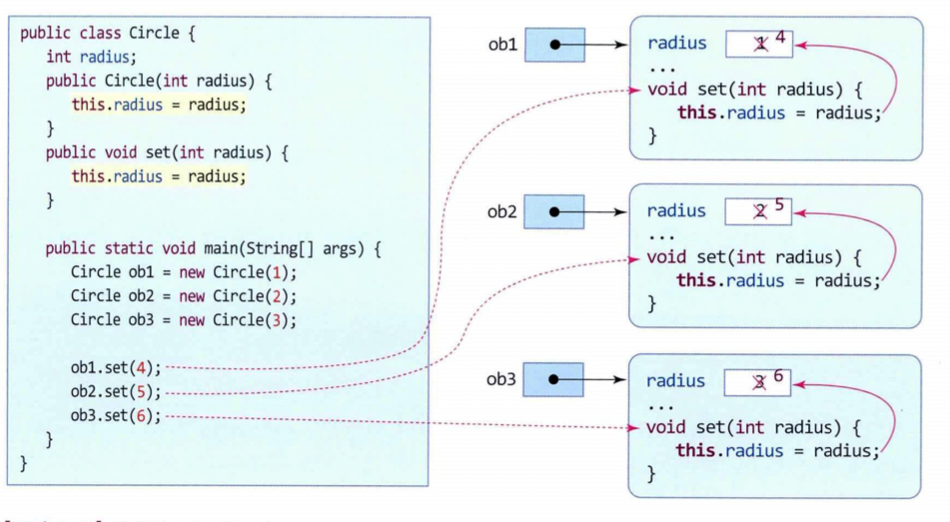 public class Circle {
int radius;
public Circle(int radius) {
this.radius = radius;
}
public void set(int radius) {
this.radius = radius;
}
public static void main(String[] args) {
Circle ob1 = new Circle(1);
Circle ob2 = new Circle(2);
Circle ob3 = new Circle(3);
ob1.set(4);
ob2.set(5);
ob3.set(6);
}
}
ob1
radius 1 4
...
void set(int radius) {
this.radius = radius;
}
ob2
radius 2 5
...
void set(int radius) {
this.radius = radius;
}
ob3
radius 3 6
...
void set(int radius) {
this.radius = radius;
}